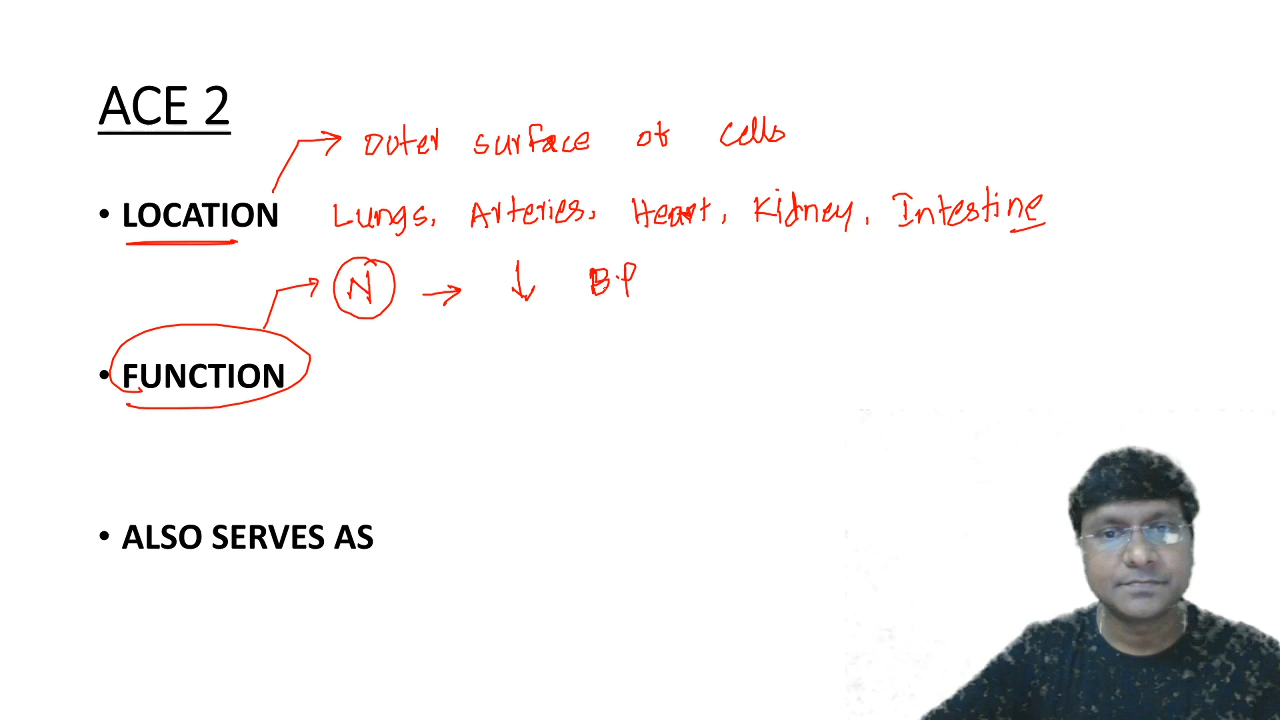 ACE 2
Outer surface of cells
• LOCATION Lungs, Arteries, Heart, Kidney, Intestine
N → ↓ B.P
• FUNCTION
• ALSO SERVES AS